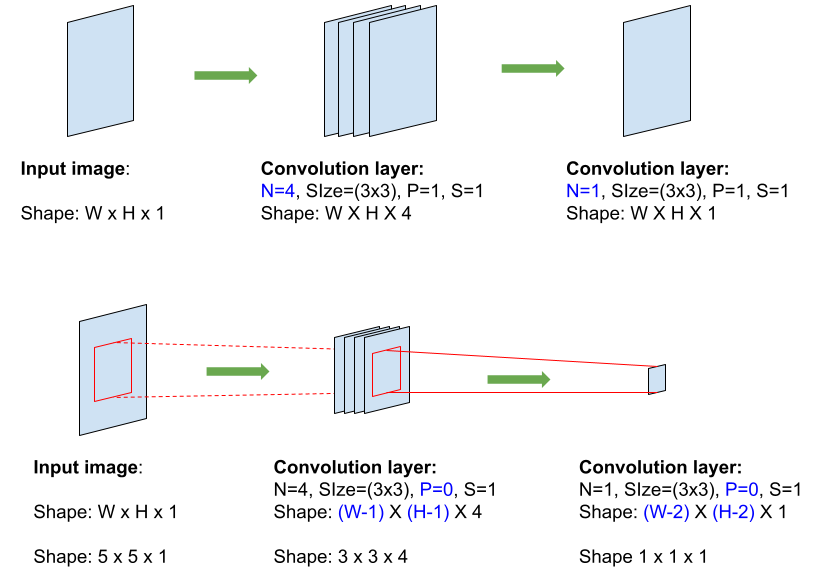 Input image:
Shape: W x H x 1
Convolution layer:
N=4, SIze=(3x3), P=1, S=1
Shape: W X H X 4
Convolution layer:
N=1, SIze=(3x3), P=1, S=1
Shape: W X H X 1
Input image:
Shape: W x H x 1
Shape: 5 x 5 x 1
Convolution layer:
N=4, SIze=(3x3), P=0, S=1
Shape: (W-1) X (H-1) X 4
Shape: 3 x 3 x 4
Convolution layer:
N=1, SIze=(3x3), P=0, S=1
Shape: (W-2) X (H-2) X 1
Shape 1 x 1 x 1